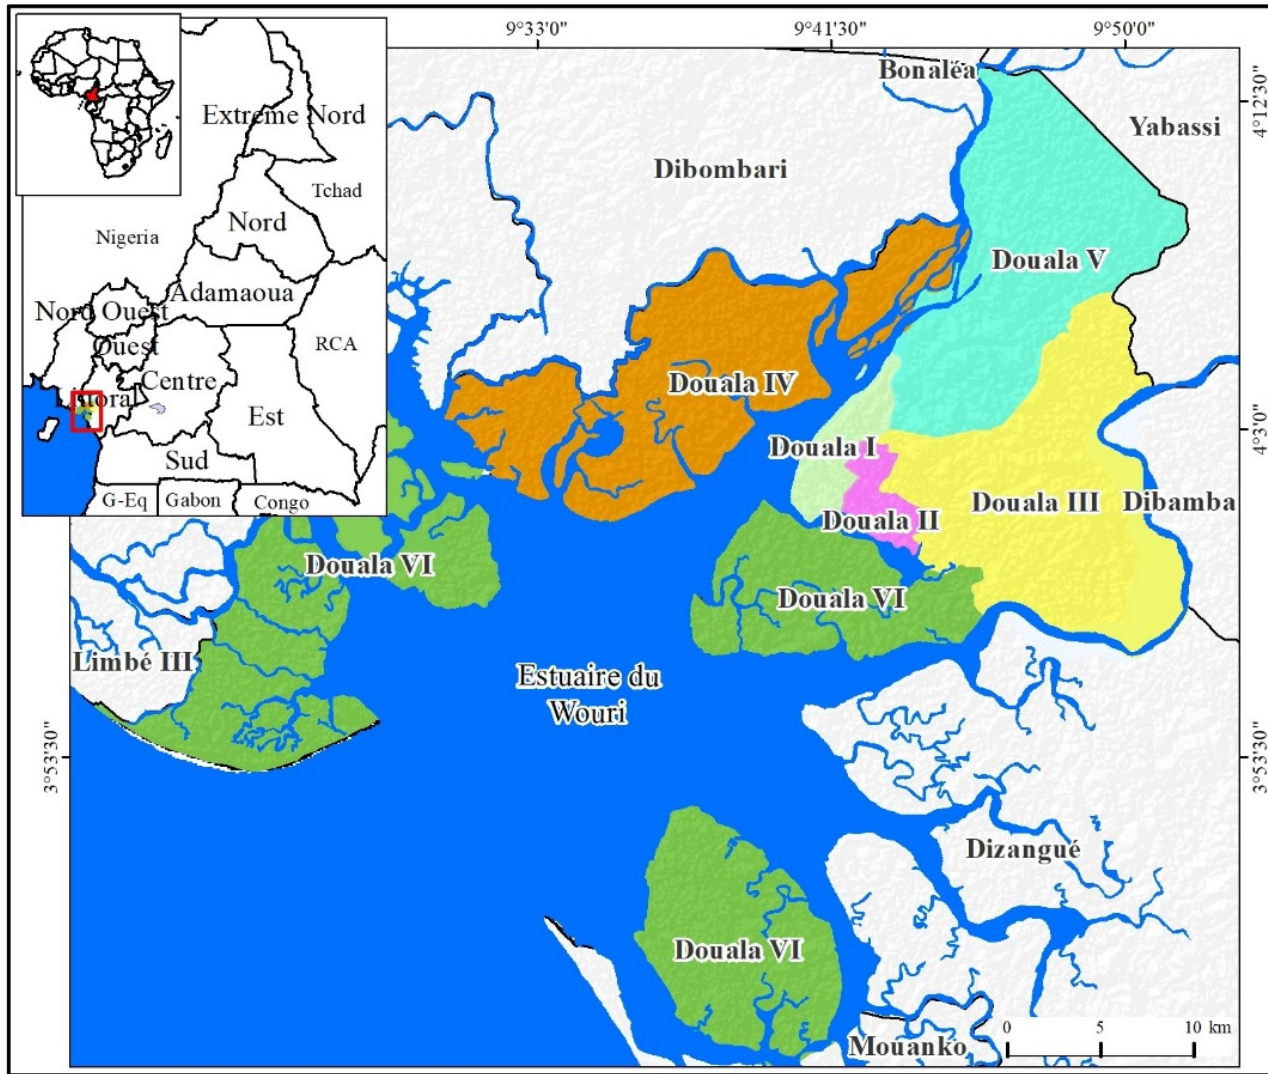 9°33'0"
9°41'30"
9°50'0"
Bonaléa
4°12'30"
Extreme Nord
Yabassi
Dibombari
Tchad
Nord
Nigeria
Douala V
Adamaoua
Nord Ouest
Ouest
RCA
Centre
Douala IV
Littoral
Est
4°3'0"
Douala I
Sud
G-Eq
Gabon
Congo
Douala III
Dibamba
Douala II
Douala VI
Douala VI
Limbé III
Estuaire du
Wouri
3°53'30"
3°53'30"
Dizangué
Douala VI
0 5 10 km
Mouanko